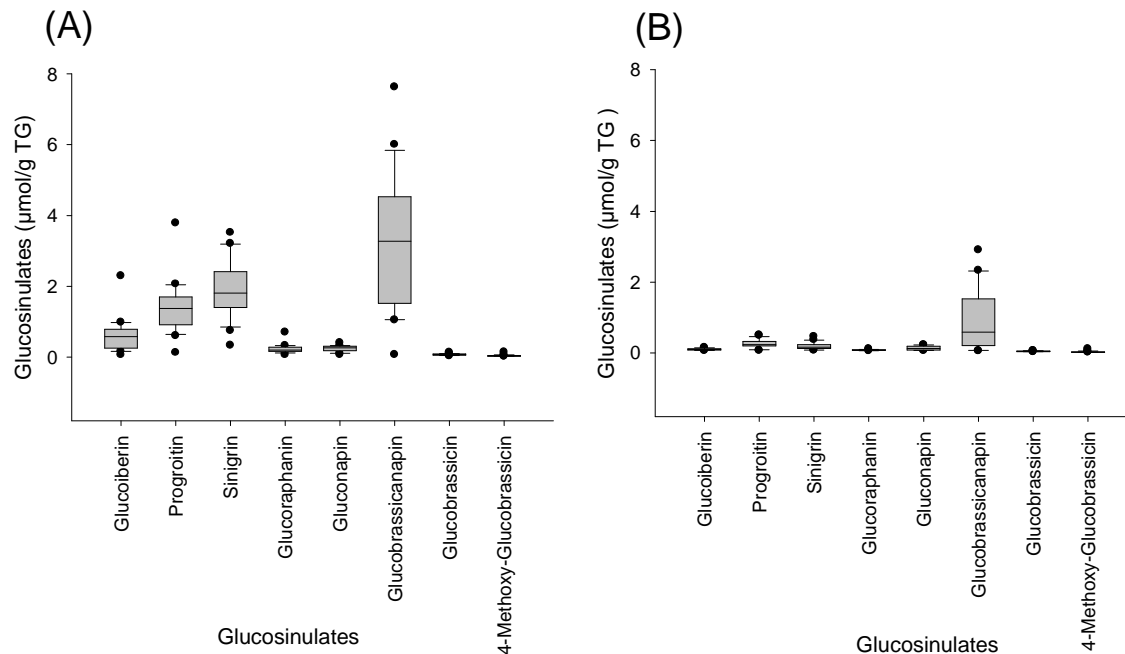 (A)
Glucosinulates (µmol/g TG)
8
6
4
2
0
Glucoiberin
Progroitin
Sinigrin
Glucoraphanin
Gluconapin
Glucobrassicanapin
Glucobrassicin
4-Methoxy-Glucobrassicin
Glucosinulates
(B)
Glucosinulates (µmol/g TG )
8
6
4
2
0
Glucoiberin
Progroitin
Sinigrin
Glucoraphanin
Gluconapin
Glucobrassicanapin
Glucobrassicin
4-Methoxy-Glucobrassicin
Glucosinulates